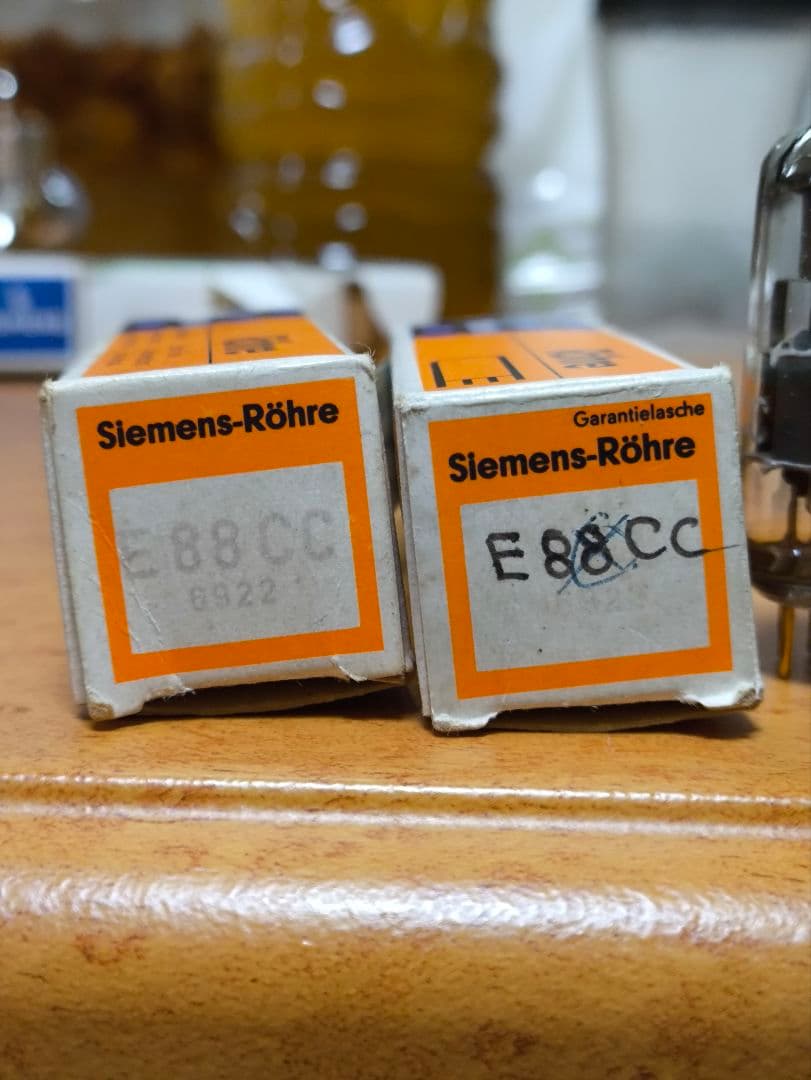 Siemens-Röhre
E88CC
6922
Garantielasche
Siemens-Röhre
E88CC